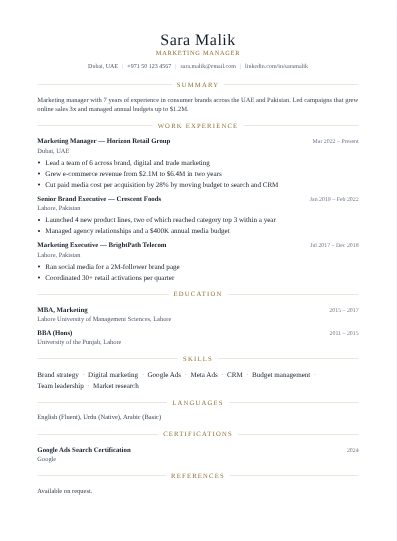 Sara Malik
MARKETING MANAGER
Dubai, UAE | +971 50 123 4567 | sara.malik@email.com | linkedin.com/in/saramalik
SUMMARY
Marketing manager with 7 years of experience in consumer brands across the UAE and Pakistan. Led campaigns that grew
online sales 3x and managed annual budgets up to $1.2M.
WORK EXPERIENCE
Marketing Manager — Horizon Retail Group Mar 2022 – Present
Dubai, UAE
• Lead a team of 6 across brand, digital and trade marketing
• Grew e-commerce revenue from $2.1M to $6.4M in two years
• Cut paid media cost per acquisition by 28% by moving budget to search and CRM
Senior Brand Executive — Crescent Foods Jan 2019 – Feb 2022
Lahore, Pakistan
• Launched 4 new product lines, two of which reached category top 3 within a year
• Managed agency relationships and a $400K annual media budget
Marketing Executive — BrightPath Telecom Jul 2017 – Dec 2018
Lahore, Pakistan
• Ran social media for a 2M-follower brand page
• Coordinated 30+ retail activations per quarter
EDUCATION
MBA, Marketing 2015 – 2017
Lahore University of Management Sciences, Lahore
BBA (Hons) 2011 – 2015
University of the Punjab, Lahore
SKILLS
Brand strategy · Digital marketing · Google Ads · Meta Ads · CRM · Budget management ·
Team leadership · Market research
LANGUAGES
English (Fluent), Urdu (Native), Arabic (Basic)
CERTIFICATIONS
Google Ads Search Certification 2024
Google
REFERENCES
Available on request.